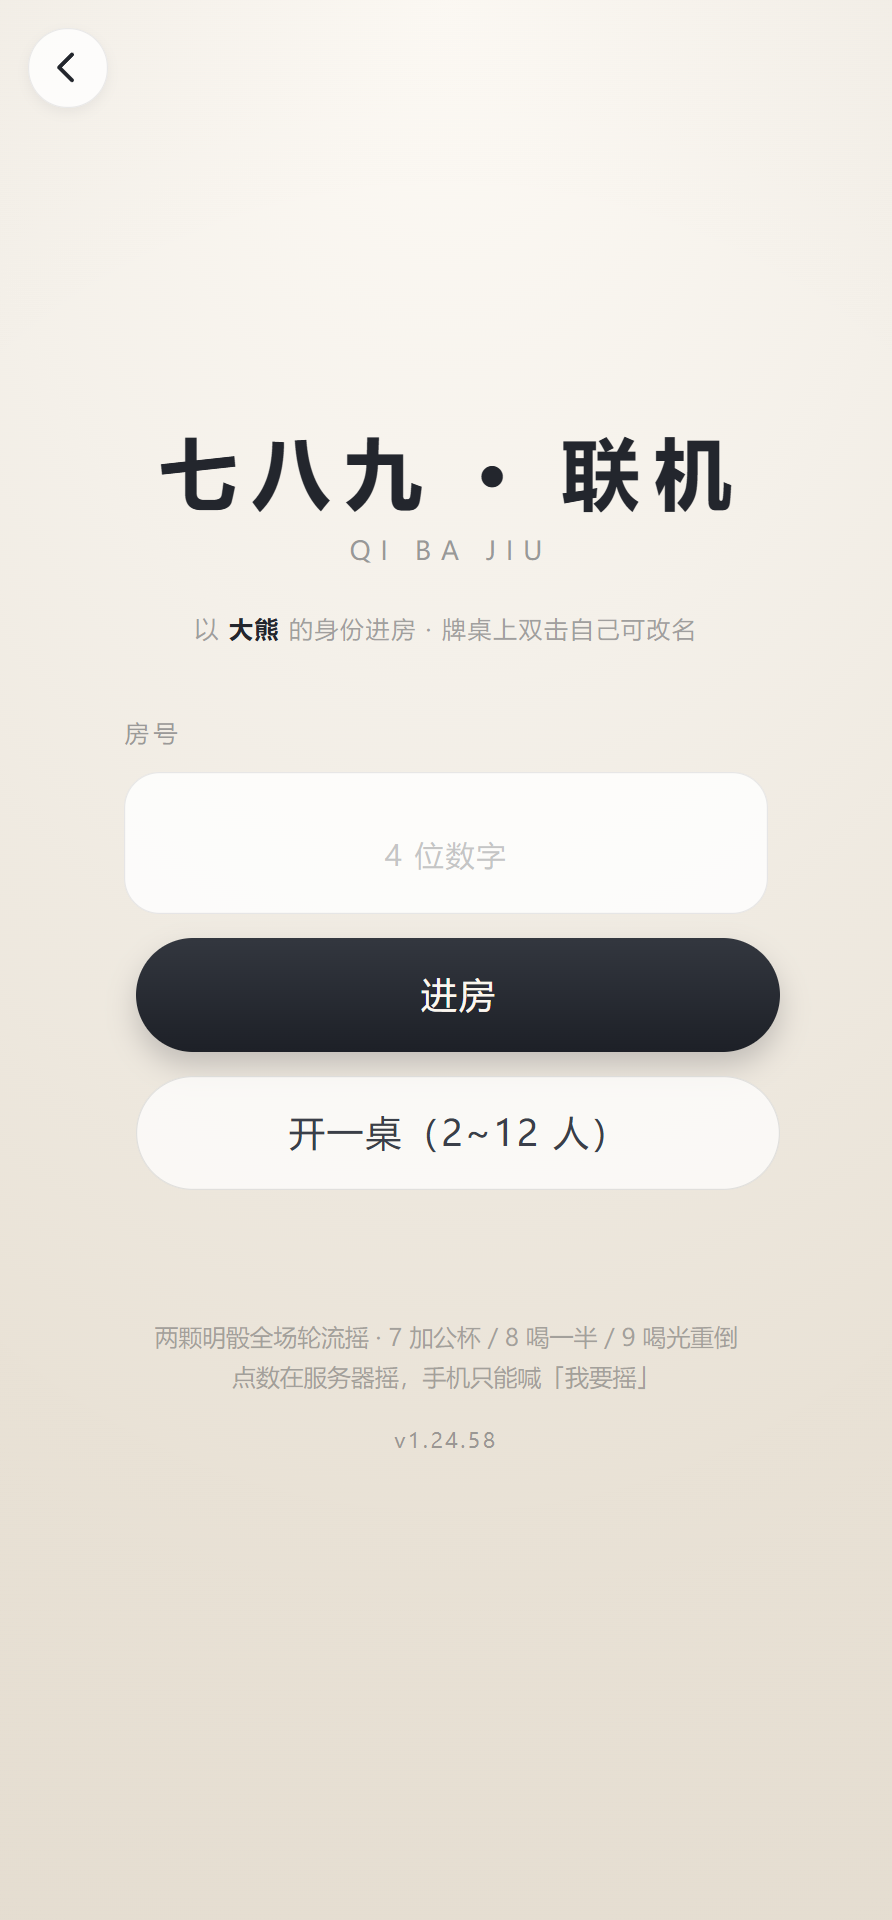 七八九 · 联机
QI BA JIU
以 大熊 的身份进房 · 牌桌上双击自己可改名
房号
4 位数字
进房
开一桌（2~12 人）
两颗明骰全场轮流摇 · 7 加公杯 / 8 喝一半 / 9 喝光重倒
点数在服务器摇，手机只能喊「我要摇」
v1.24.58